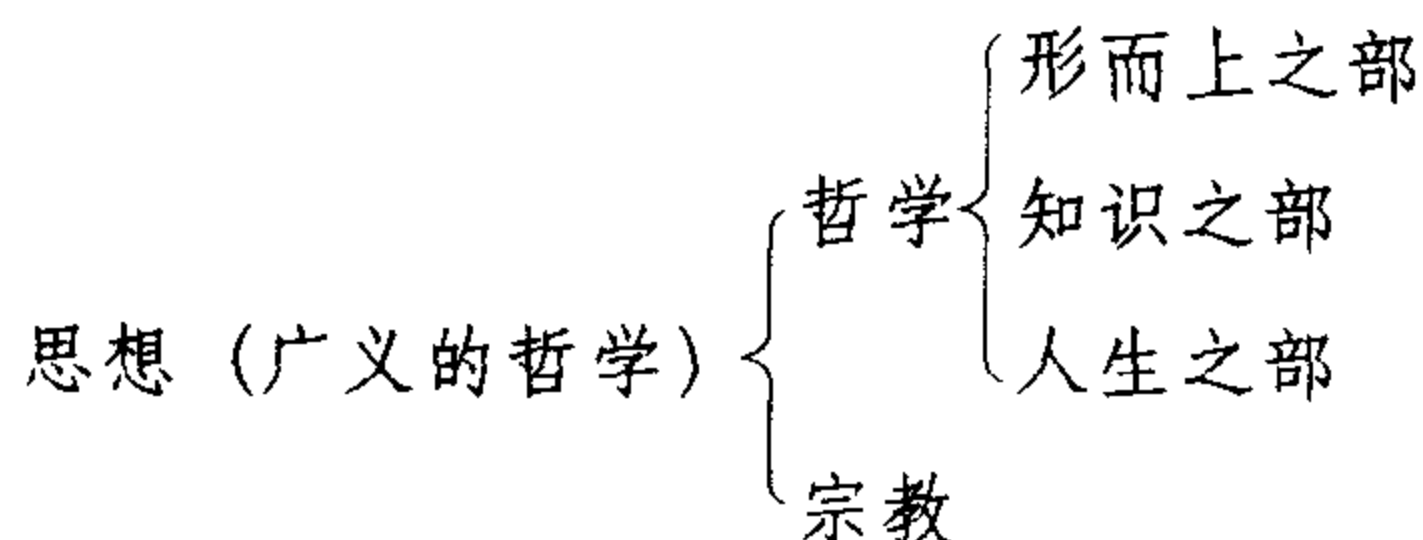 形而上之部
哲学
知识之部
思想（广义的哲学）
人生之部
宗教